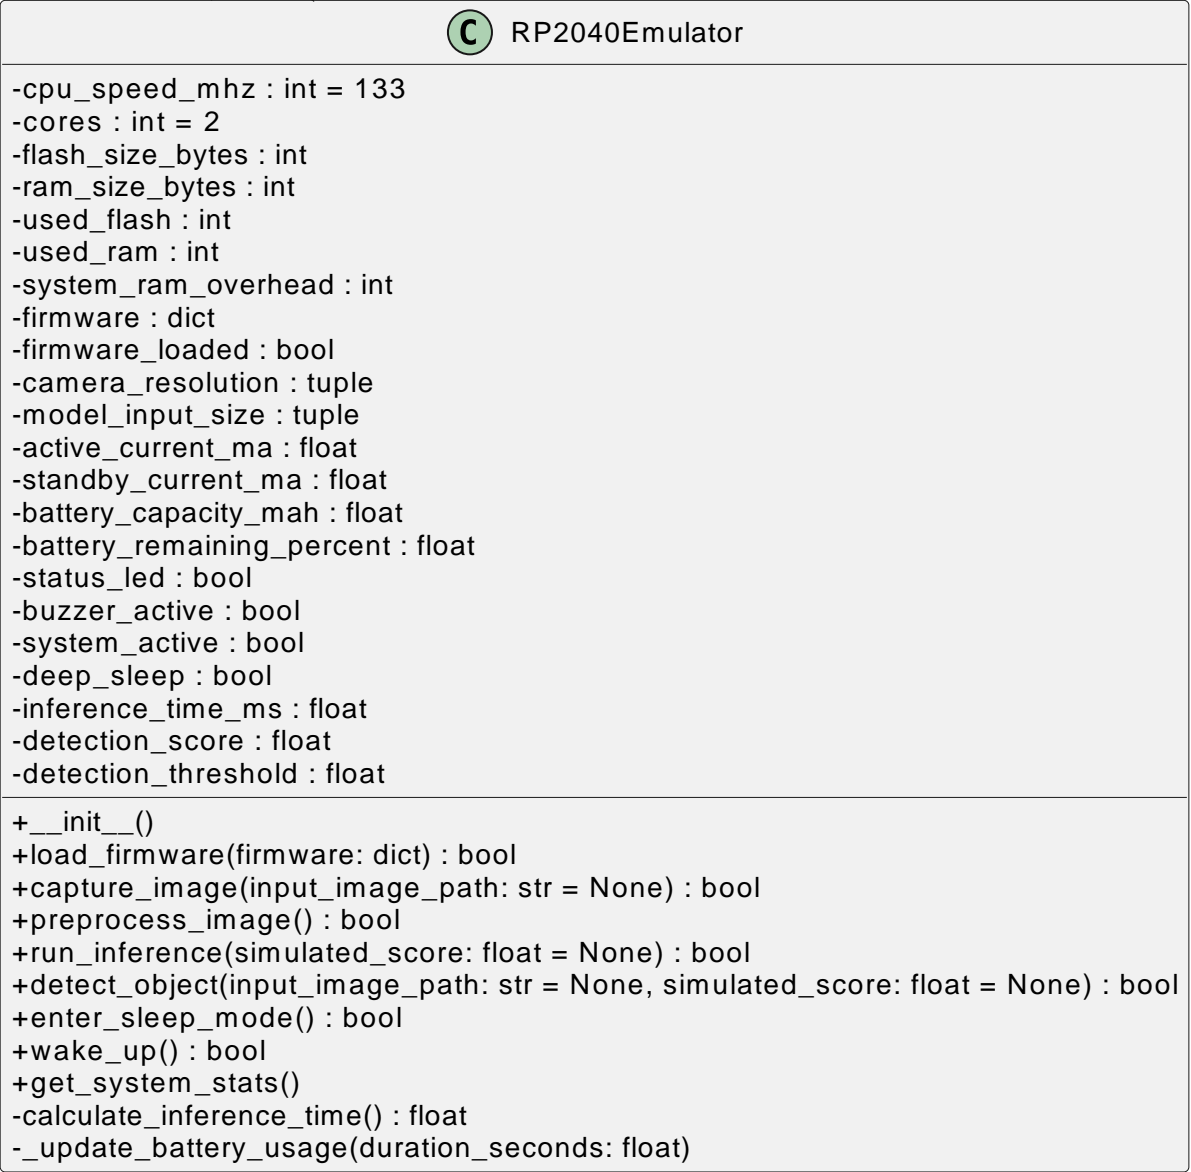 C RP2040Emulator
-cpu_speed_mhz : int = 133
-cores : int = 2
-flash_size_bytes : int
-ram_size_bytes : int
-used_flash : int
-used_ram : int
-system_ram_overhead : int
-firmware : dict
-firmware_loaded : bool
-camera_resolution : tuple
-model_input_size : tuple
-active_current_ma : float
-standby_current_ma : float
-battery_capacity_mah : float
-battery_remaining_percent : float
-status_led : bool
-buzzer_active : bool
-system_active : bool
-deep_sleep : bool
-inference_time_ms : float
-detection_score : float
-detection_threshold : float
+__init__()
+load_firmware(firmware: dict) : bool
+capture_image(input_image_path: str = None) : bool
+preprocess_image() : bool
+run_inference(simulated_score: float = None) : bool
+detect_object(input_image_path: str = None, simulated_score: float = None) : bool
+enter_sleep_mode() : bool
+wake_up() : bool
+get_system_stats()
-calculate_inference_time() : float
-_update_battery_usage(duration_seconds: float)